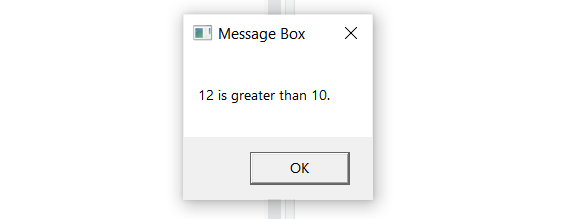 Message Box
12 is greater than 10.
OK